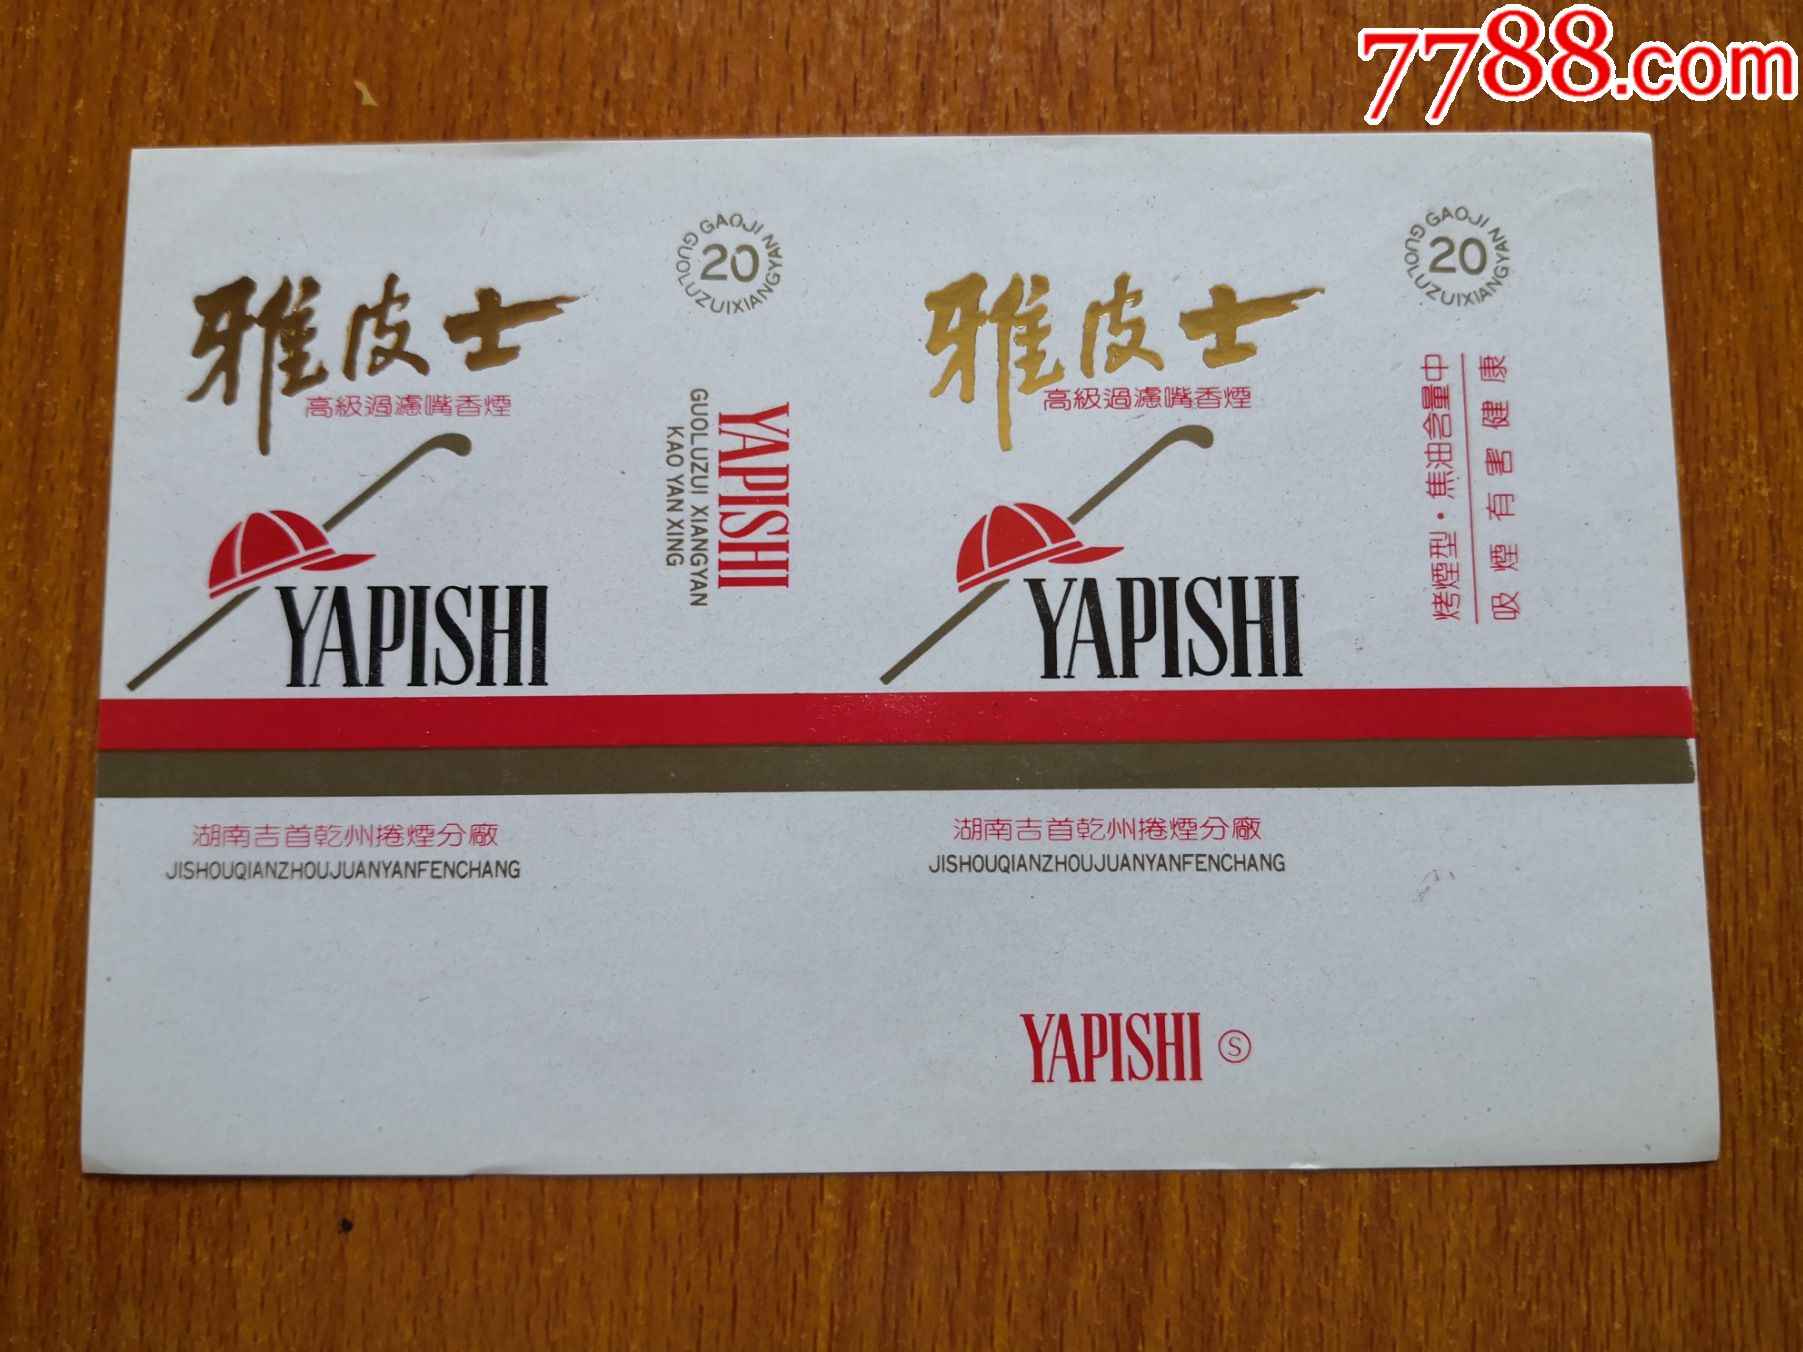 7788.com
雅皮士
高級過濾嘴香煙
YAPISHI
湖南吉首乾州捲煙分廠
JISHOUQIANZHOUJUANYANFENCHANG
GAOJI GUOLUZUIXIANGYAN
20
YAPISHI
GUOLUZUI XIANGYAN
KAO YAN XING
雅皮士
高級過濾嘴香煙
YAPISHI
湖南吉首乾州捲煙分廠
JISHOUQIANZHOUJUANYANFENCHANG
YAPISHI Ⓢ
GAOJI GUOLUZUIXIANGYAN
20
烤煙型·焦油含量中
吸煙有害健康